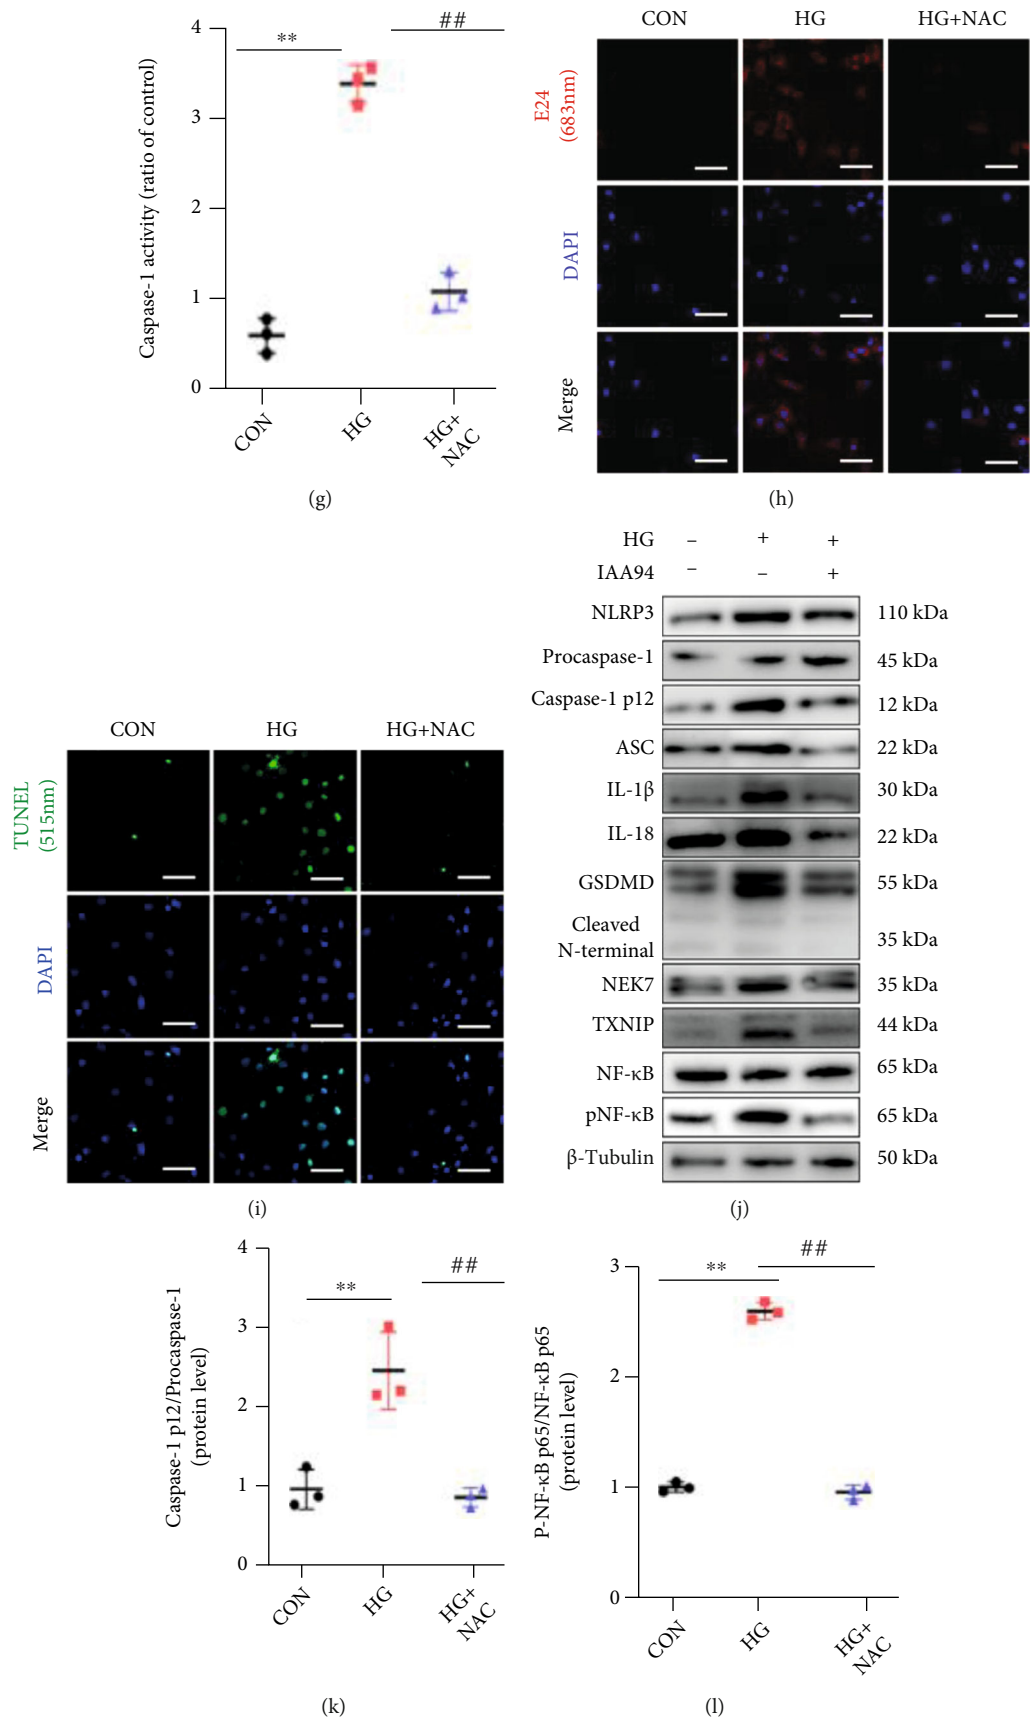 4
3
2
1
0
Caspase-1 activity (ratio of control)
**
##
CON
HG
HG+
NAC
(g)
CON HG HG+NAC
E24
(683nm)
DAPI
Merge
(h)
CON HG HG+NAC
TUNEL
(515nm)
DAPI
Merge
(i)
HG – + +
IAA94 – – +
NLRP3 110 kDa
Procaspase-1 45 kDa
Caspase-1 p12 12 kDa
ASC 22 kDa
IL-1β 30 kDa
IL-18 22 kDa
GSDMD 55 kDa
Cleaved
N-terminal 35 kDa
NEK7 35 kDa
TXNIP 44 kDa
NF-κB 65 kDa
pNF-κB 65 kDa
β-Tubulin 50 kDa
(j)
4
3
2
1
0
Caspase-1 p12/Procaspase-1
(protein level)
**
##
CON
HG
HG+
NAC
(k)
3
2
1
0
P-NF-κB p65/NF-κB p65
(protein level)
**
##
CON
HG
HG+
NAC
(l)